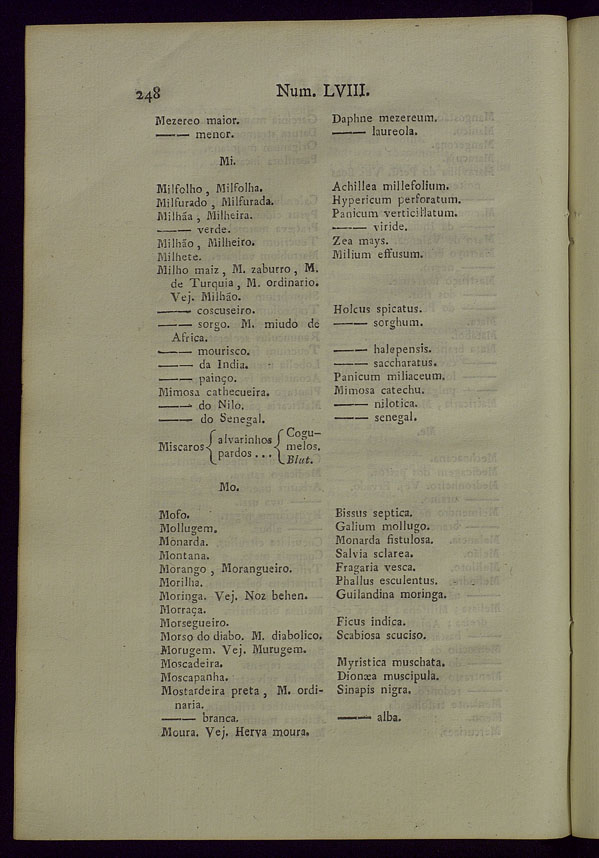 248 Num. LVIII.
Mezereo maior. Daphne mezereum.
——— menor. ——— laureola.
Mi.
Milfolho, Milfolha. Achillea millefolium.
Milfurado, Milfurada. Hypericum perforatum.
Milhãa, Milheira. Panicum verticillatum.
——— verde. ——— viride.
Milhão, Milheiro. Zea mays.
Milhete. Milium effusum.
Milho maiz, M. zaburro, M.
de Turquia, M. ordinario.
Vej. Milhão.
——— coscuseiro. Holcus spicatus.
——— sorgo. M. miudo de ——— sorghum.
Africa.
——— mourisco. ——— halepensis.
——— da India. ——— saccharatus.
——— painço. Panicum miliaceum.
Mimosa cathecueira. Mimosa catechu.
——— do Nilo. ——— nilotica.
——— do Senegal. ——— senegal.
Miscaros { alvarinhos { Cogu-
pardos . . . melos.
Blut.
Mo.
Mofo. Bissus septica.
Mollugem. Galium mollugo.
Monarda. Monarda fistulosa.
Montana. Salvia sclarea.
Morango, Morangueiro. Fragaria vesca.
Morilha. Phallus esculentus.
Moringa. Vej. Noz behen. Guilandina moringa.
Morraça.
Morsegueiro. Ficus indica.
Morso do diabo. M. diabolico. Scabiosa scuciso.
Morugem. Vej. Murugem.
Moscadeira. Myristica muschata.
Moscapanha. Dionæa muscipula.
Mostardeira preta, M. ordi- Sinapis nigra.
naria.
——— branca. ——— alba.
Moura. Vej. Herva moura.